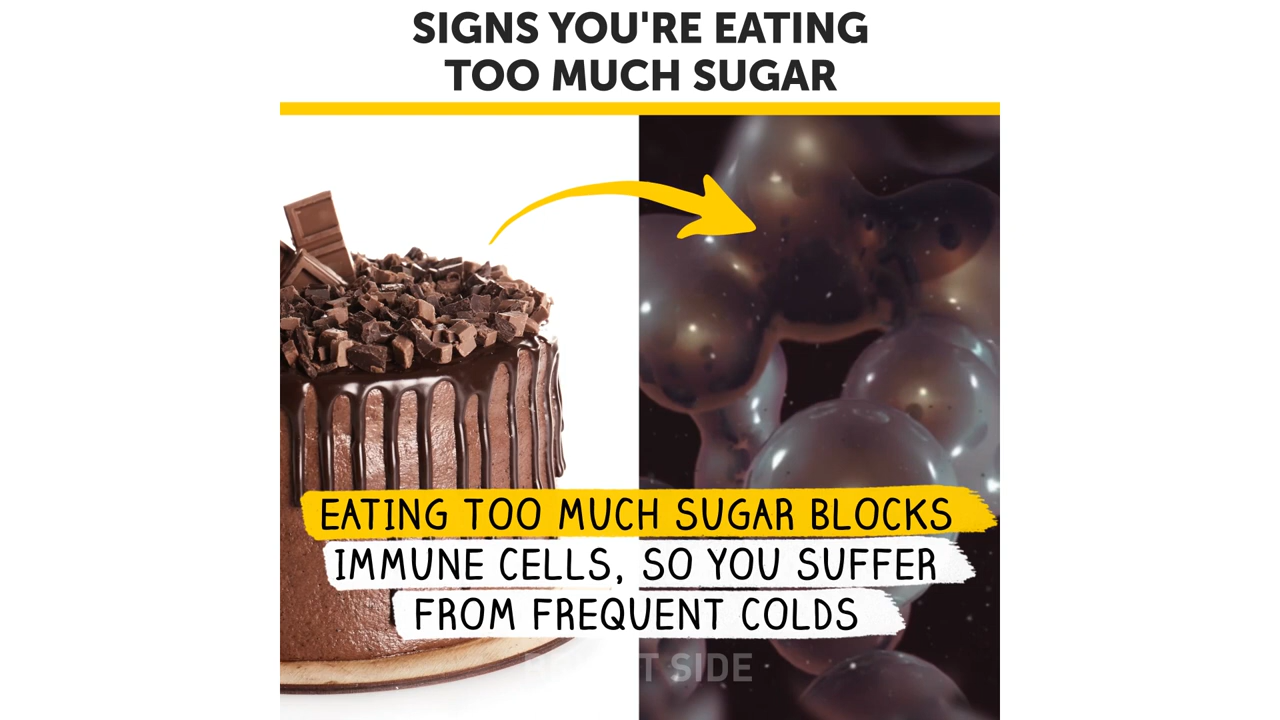 SIGNS YOU'RE EATING
TOO MUCH SUGAR
EATING TOO MUCH SUGAR BLOCKS
IMMUNE CELLS, SO YOU SUFFER
FROM FREQUENT COLDS
SIDE